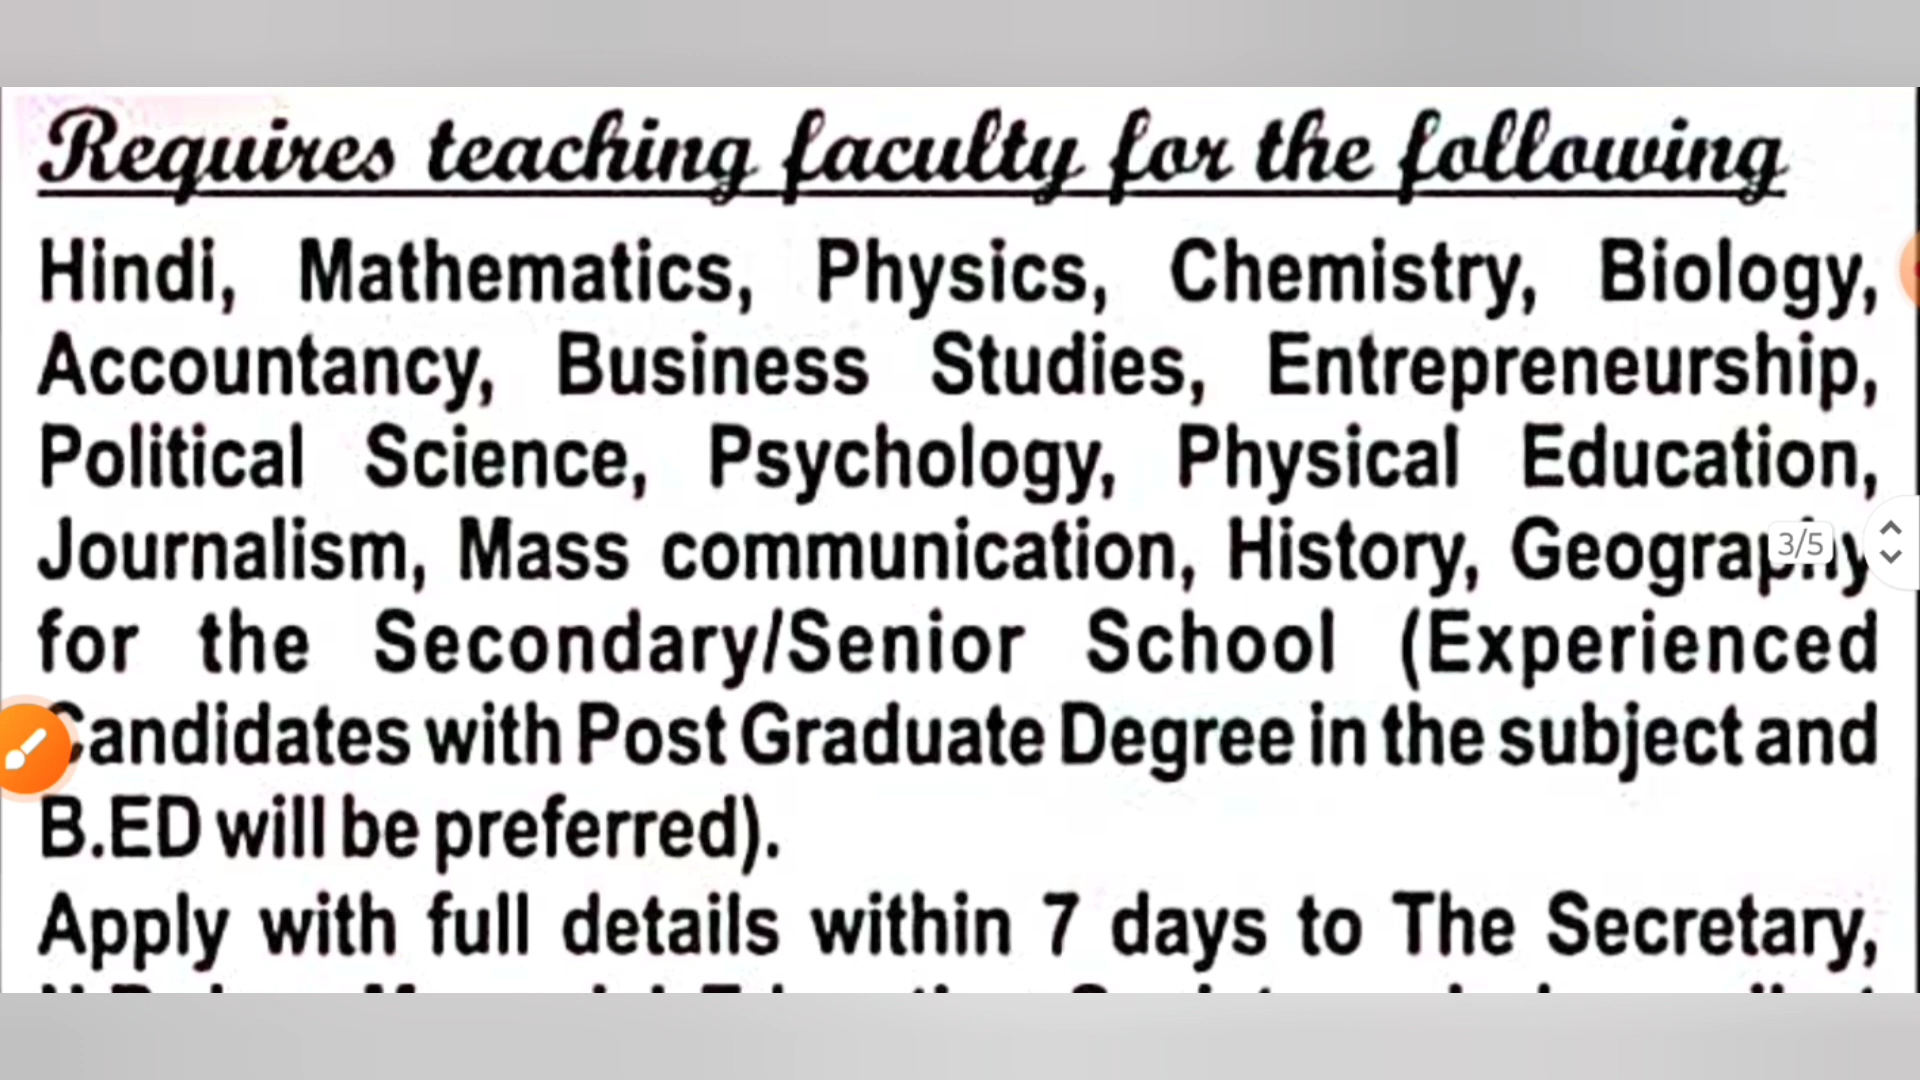 Requires teaching faculty for the following
Hindi, Mathematics, Physics, Chemistry, Biology,
Accountancy, Business Studies, Entrepreneurship,
Political Science, Psychology, Physical Education,
Journalism, Mass communication, History, Geography
3/5
for the Secondary/Senior School (Experienced
Candidates with Post Graduate Degree in the subject and
B.ED will be preferred).
Apply with full details within 7 days to The Secretary,